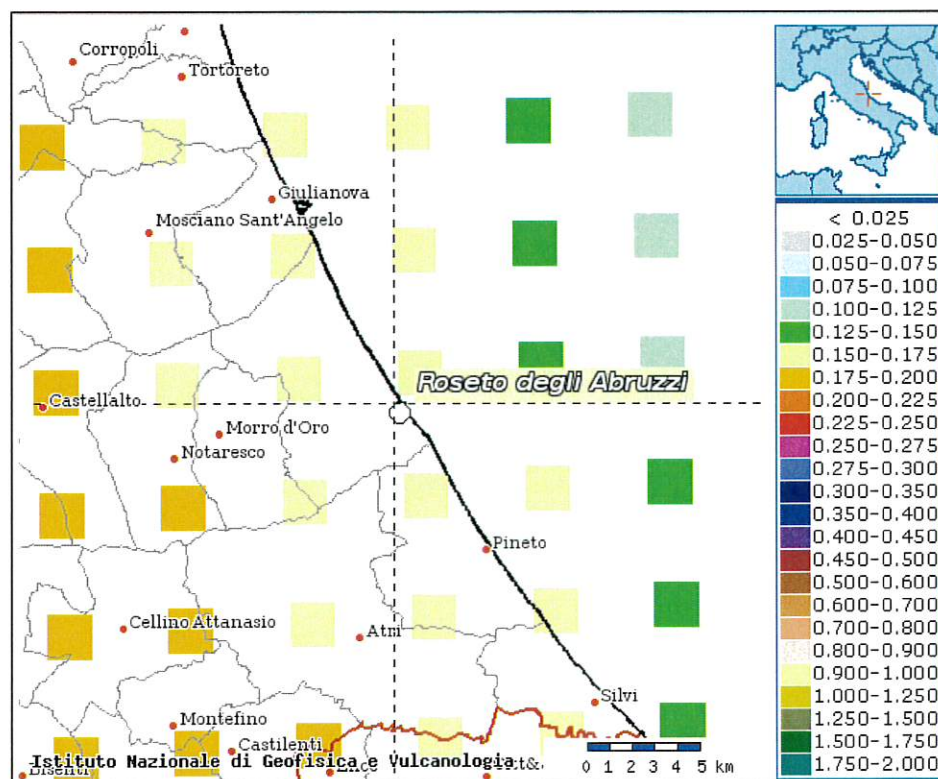 Corropoli
Tortoreto
Giulianova
Mosciano Sant'Angelo
Roseto degli Abruzzi
Castellalto
Morro d'Oro
Notaresco
Pineto
Cellino Attanasio
Atri
Silvi
Montefino
Castilenti
Istituto Nazionale di Geofisica e Vulcanologia
Bisenti
0 1 2 3 4 5 km
< 0.025
0.025-0.050
0.050-0.075
0.075-0.100
0.100-0.125
0.125-0.150
0.150-0.175
0.175-0.200
0.200-0.225
0.225-0.250
0.250-0.275
0.275-0.300
0.300-0.350
0.350-0.400
0.400-0.450
0.450-0.500
0.500-0.600
0.600-0.700
0.700-0.800
0.800-0.900
0.900-1.000
1.000-1.250
1.250-1.500
1.500-1.750
1.750-2.000